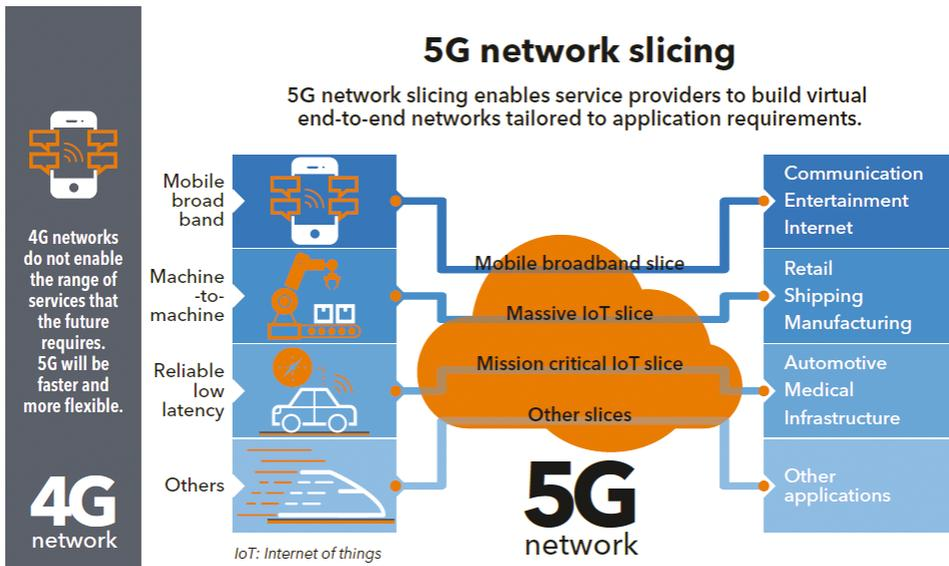 5G network slicing
5G network slicing enables service providers to build virtual
end-to-end networks tailored to application requirements.
4G networks
do not enable
the range of
services that
the future
requires.
5G will be
faster and
more flexible.
4G
network
Mobile
broad
band
Machine
-to-
machine
Reliable
low
latency
Others
Mobile broadband slice
Massive IoT slice
Mission critical IoT slice
Other slices
5G
network
Communication
Entertainment
Internet
Retail
Shipping
Manufacturing
Automotive
Medical
Infrastructure
Other
applications
IoT: Internet of things